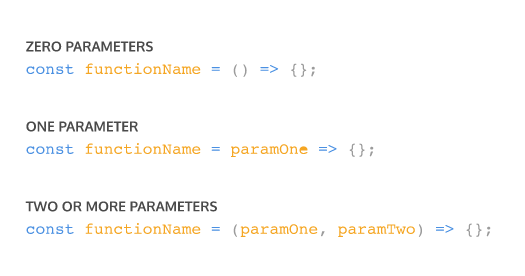 ZERO PARAMETERS
const functionName = () => {};
ONE PARAMETER
const functionName = paramOne => {};
TWO OR MORE PARAMETERS
const functionName = (paramOne, paramTwo) => {};